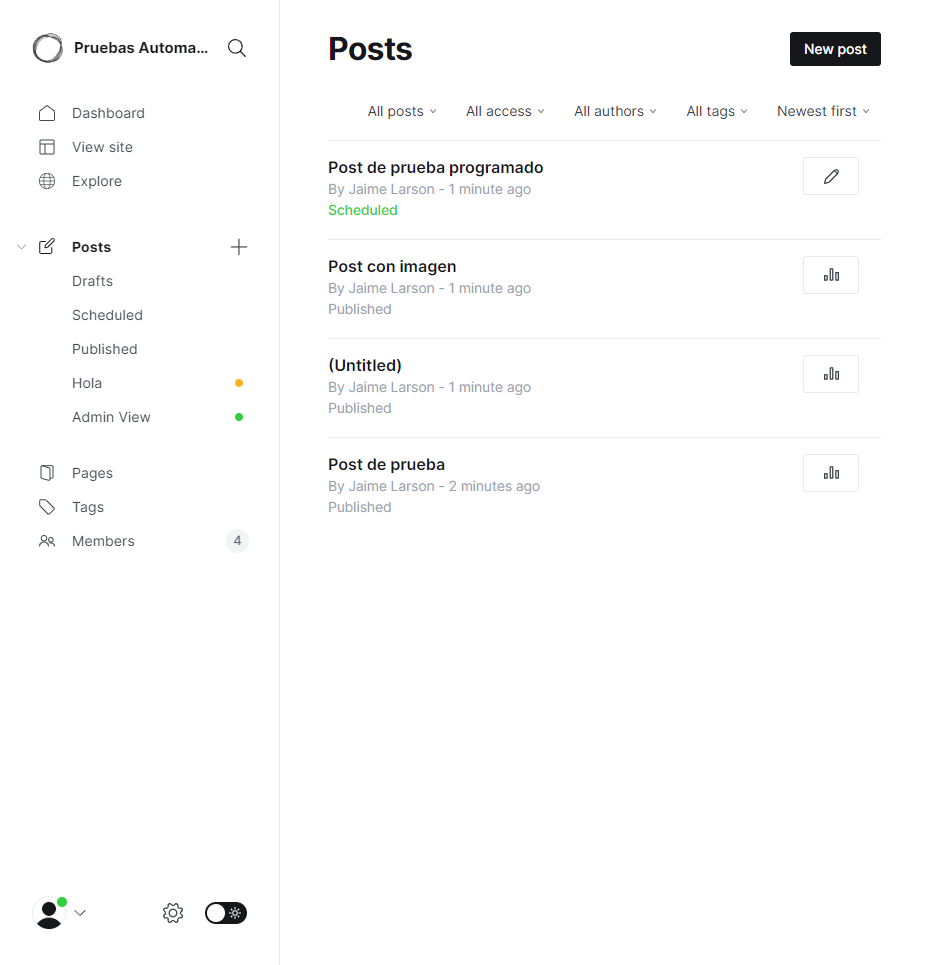 Pruebas Automa...
Dashboard
View site
Explore
Posts
Drafts
Scheduled
Published
Hola
Admin View
Pages
Tags
Members
4
Posts
New post
All posts
All access
All authors
All tags
Newest first
Post de prueba programado
By Jaime Larson - 1 minute ago
Scheduled
Post con imagen
By Jaime Larson - 1 minute ago
Published
(Untitled)
By Jaime Larson - 1 minute ago
Published
Post de prueba
By Jaime Larson - 2 minutes ago
Published